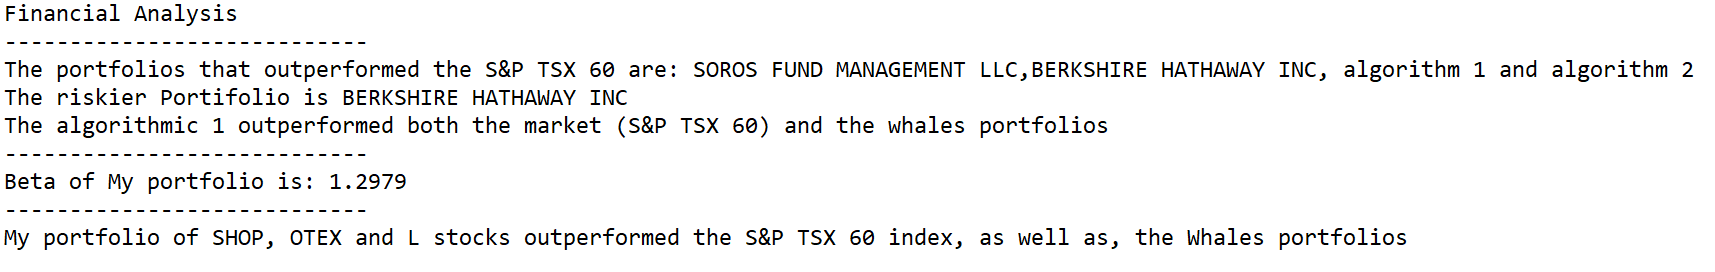 Financial Analysis
----------------------------
The portfolios that outperformed the S&P TSX 60 are: SOROS FUND MANAGEMENT LLC,BERKSHIRE HATHAWAY INC, algorithm 1 and algorithm 2
The riskier Portifolio is BERKSHIRE HATHAWAY INC
The algorithmic 1 outperformed both the market (S&P TSX 60) and the whales portfolios
----------------------------
Beta of My portfolio is: 1.2979
----------------------------
My portfolio of SHOP, OTEX and L stocks outperformed the S&P TSX 60 index, as well as, the Whales portfolios